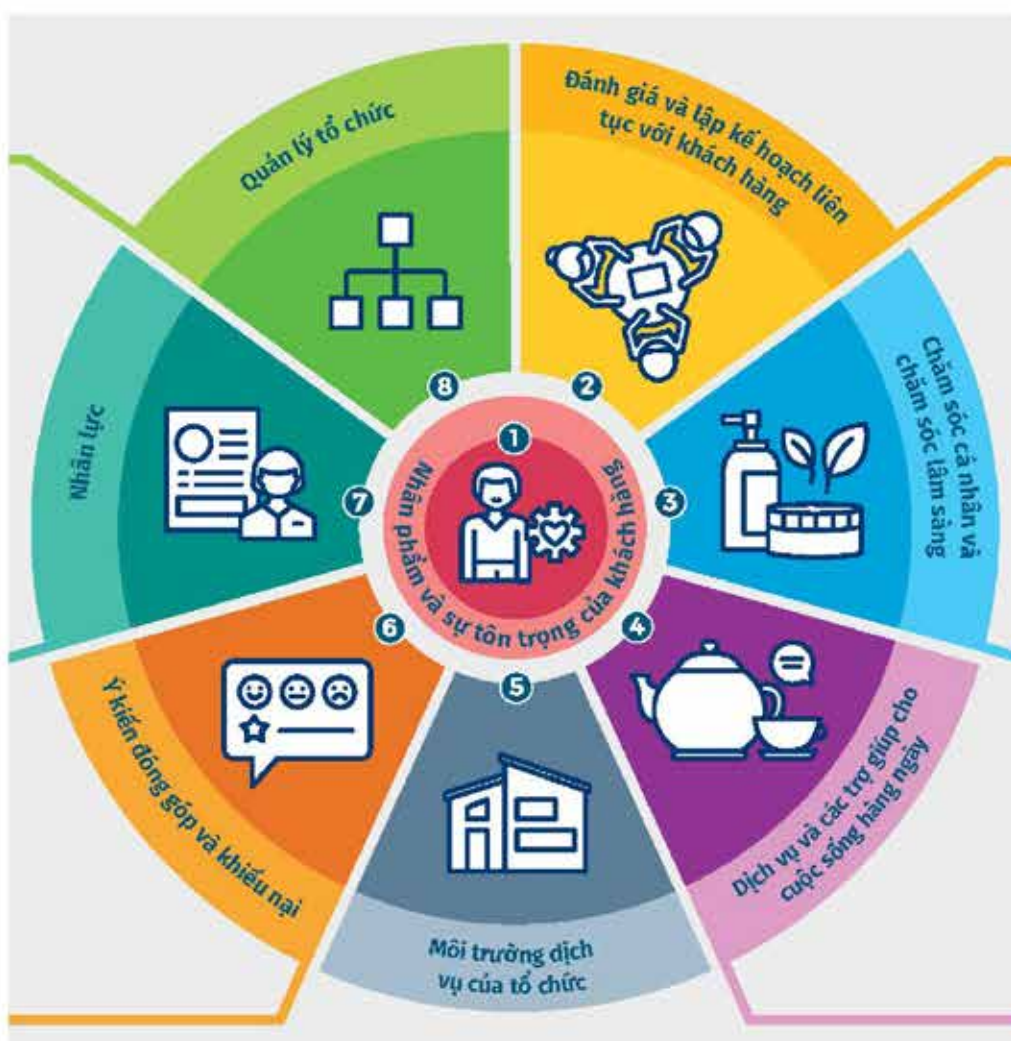 1
Nhân phẩm và sự tôn trọng của khách hàng
2
Đánh giá và lập kế hoạch liên
tục với khách hàng
3
Chăm sóc cá nhân và
chăm sóc lâm sàng
4
Dịch vụ và các trợ giúp cho
cuộc sống hàng ngày
5
Môi trường dịch
vụ của tổ chức
6
Ý kiến đóng góp và khiếu nại
7
Nhân lực
8
Quản lý tổ chức